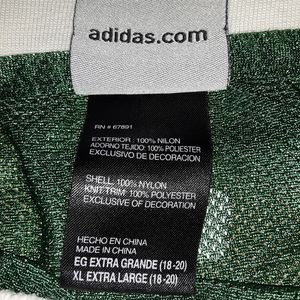 adidas.com
RN # 67891
EXTERIOR : 100% NILON
ADORNO TEJIDO: 100% POLIESTER
EXCLUSIVO DE DECORACION
SHELL: 100% NYLON
KNIT TRIM: 100% POLYESTER
EXCLUSIVE OF DECORATION
HECHO EN CHINA
MADE IN CHINA
EG EXTRA GRANDE (18-20)
XL EXTRA LARGE (18-20)